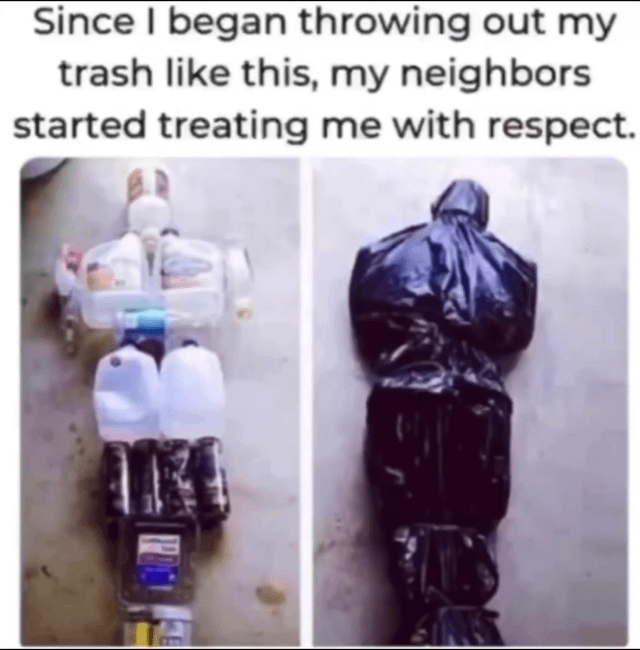 Since I began throwing out my
trash like this, my neighbors
started treating me with respect.